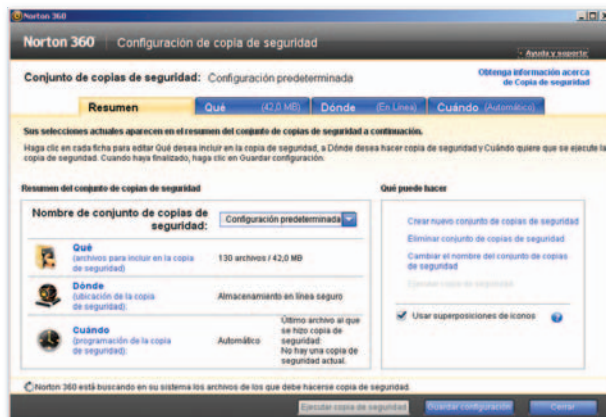 Norton 360
Norton 360 Configuración de copia de seguridad
Ayuda y soporte
Conjunto de copias de seguridad: Configuración predeterminada
Obtenga información acerca
de Copia de seguridad
Resumen Qué (42,0 MB) Dónde (En Línea) Cuándo (Automático)
Sus selecciones actuales aparecen en el resumen del conjunto de copias de seguridad a continuación.
Haga clic en cada ficha para editar Qué desea incluir en la copia de seguridad, a Dónde desea hacer copia de seguridad y Cuándo quiere que se ejecute la
copia de seguridad. Cuando haya finalizado, haga clic en Guardar configuración.
Resumen del conjunto de copias de seguridad
Nombre de conjunto de copias de
seguridad:
Configuración predeterminada
Qué
(archivos para incluir en la copia
de seguridad)
130 archivos / 42,0 MB
Dónde
(ubicación de la copia
de seguridad):
Almacenamiento en línea seguro
Cuándo
(programación de la copia
de seguridad):
Automático
Último archivo al que
se hizo copia de
seguridad:
No hay una copia de
seguridad actual.
Qué puede hacer
Crear nuevo conjunto de copias de seguridad
Eliminar conjunto de copias de seguridad
Cambiar el nombre del conjunto de copias
de seguridad
Ejecutar copia de seguridad
Usar superposiciones de iconos
Norton 360 está buscando en su sistema los archivos de los que debe hacerse copia de seguridad.
Ejecutar copia de seguridad Guardar configuración Cerrar